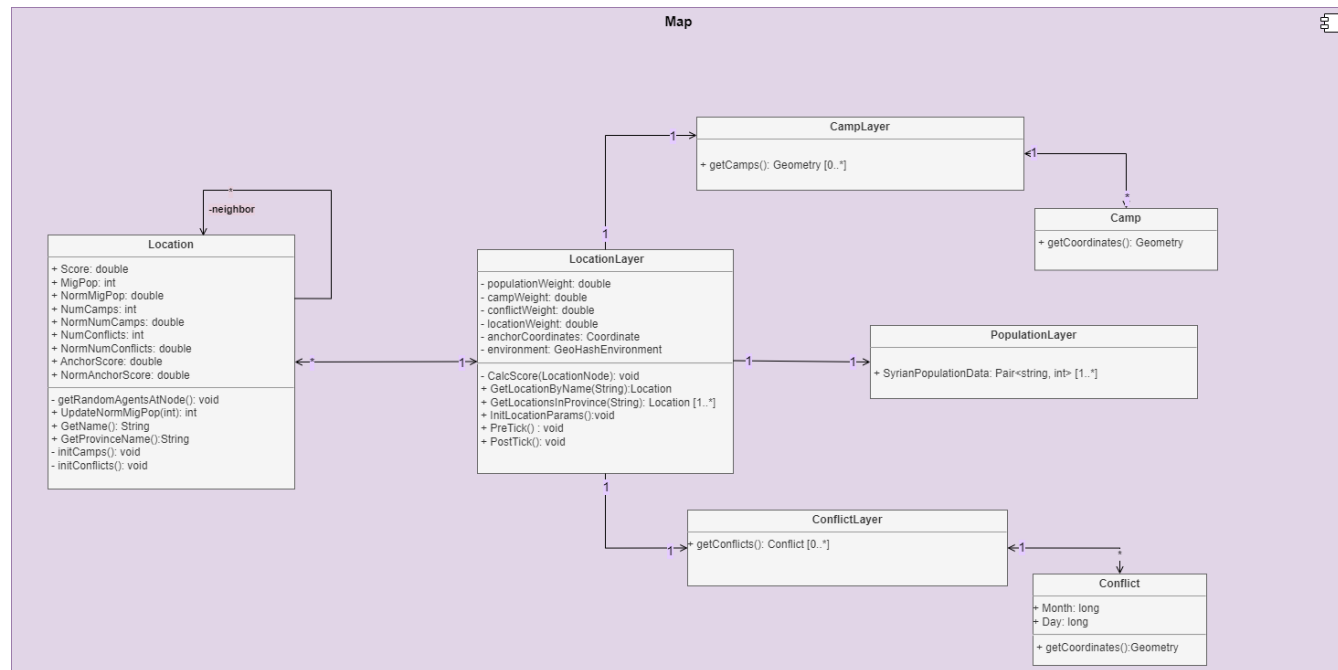 Map
CampLayer
+ getCamps(): Geometry [0..*]
1
1
1
*
Camp
+ getCoordinates(): Geometry
*
-neighbor
Location
+ Score: double
+ MigPop: int
+ NormMigPop: double
+ NumCamps: int
+ NormNumCamps: double
+ NumConflicts: int
+ NormNumConflicts: double
+ AnchorScore: double
+ NormAnchorScore: double
- getRandomAgentsAtNode(): void
+ UpdateNormMigPop(int): int
+ GetName(): String
+ GetProvinceName():String
- initCamps(): void
- initConflicts(): void
*
1
LocationLayer
- populationWeight: double
- campWeight: double
- conflictWeight: double
- locationWeight: double
- anchorCoordinates: Coordinate
- environment: GeoHashEnvironment
- CalcScore(LocationNode): void
+ GetLocationByName(String):Location
+ GetLocationsInProvince(String): Location [1..*]
+ InitLocationParams():void
+ PreTick() : void
+ PostTick(): void
1
1
PopulationLayer
+ SyrianPopulationData: Pair<string, int> [1..*]
1
1
ConflictLayer
+ getConflicts(): Conflict [0..*]
1
*
Conflict
+ Month: long
+ Day: long
+ getCoordinates():Geometry